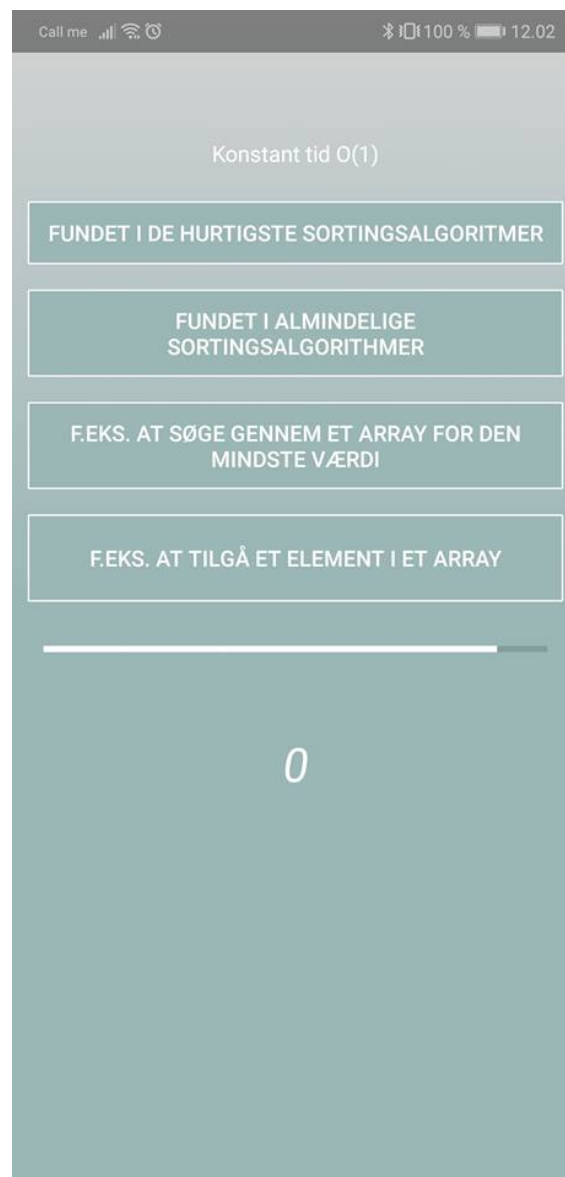 Call me 100 % 12.02
Konstant tid O(1)
FUNDET I DE HURTIGSTE SORTINGSALGORITMER
FUNDET I ALMINDELIGE
SORTINGSALGORITHMER
F.EKS. AT SØGE GENNEM ET ARRAY FOR DEN
MINDSTE VÆRDI
F.EKS. AT TILGÅ ET ELEMENT I ET ARRAY
0